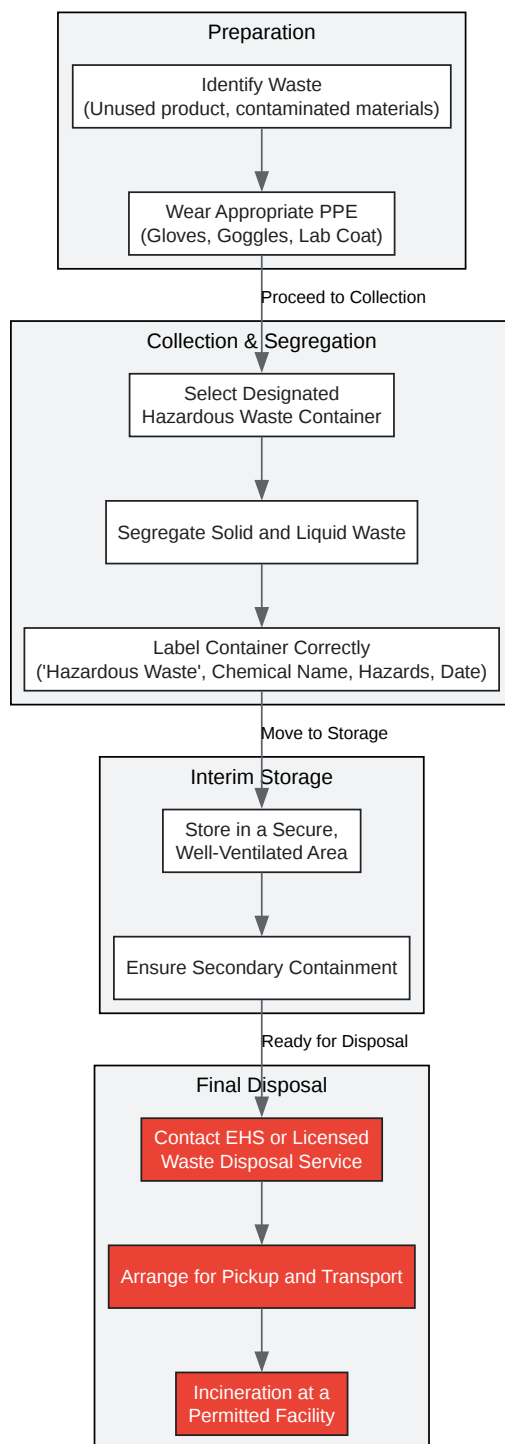 Preparation
Identify Waste
(Unused product, contaminated materials)
Wear Appropriate PPE
(Gloves, Goggles, Lab Coat)
Proceed to Collection
Collection & Segregation
Select Designated
Hazardous Waste Container
Segregate Solid and Liquid Waste
Label Container Correctly
('Hazardous Waste', Chemical Name, Hazards, Date)
Move to Storage
Interim Storage
Store in a Secure,
Well-Ventilated Area
Ensure Secondary Containment
Ready for Disposal
Final Disposal
Contact EHS or Licensed
Waste Disposal Service
Arrange for Pickup and Transport
Incineration at a
Permitted Facility